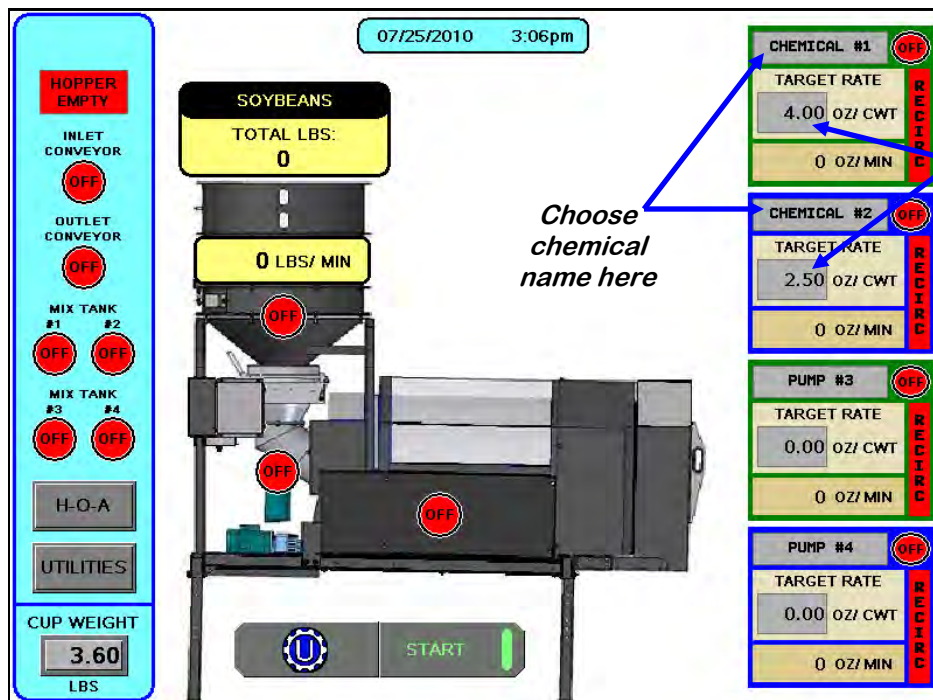 07/25/2010 3:06pm
HOPPER
EMPTY
INLET
CONVEYOR
OFF
OUTLET
CONVEYOR
OFF
MIX TANK
#1 #2
OFF OFF
MIX TANK
#3 #4
OFF OFF
H-O-A
UTILITIES
CUP WEIGHT
3.60
LBS
SOYBEANS
TOTAL LBS:
0
0 LBS/ MIN
OFF
OFF
OFF
U
START
Choose
chemical
name here
CHEMICAL #1 OFF
TARGET RATE
4.00 OZ/ CWT
0 OZ/ MIN
RECIRC
CHEMICAL #2 OFF
TARGET RATE
2.50 OZ/ CWT
0 OZ/ MIN
RECIRC
PUMP #3 OFF
TARGET RATE
0.00 OZ/ CWT
0 OZ/ MIN
RECIRC
PUMP #4 OFF
TARGET RATE
0.00 OZ/ CWT
0 OZ/ MIN
RECIRC